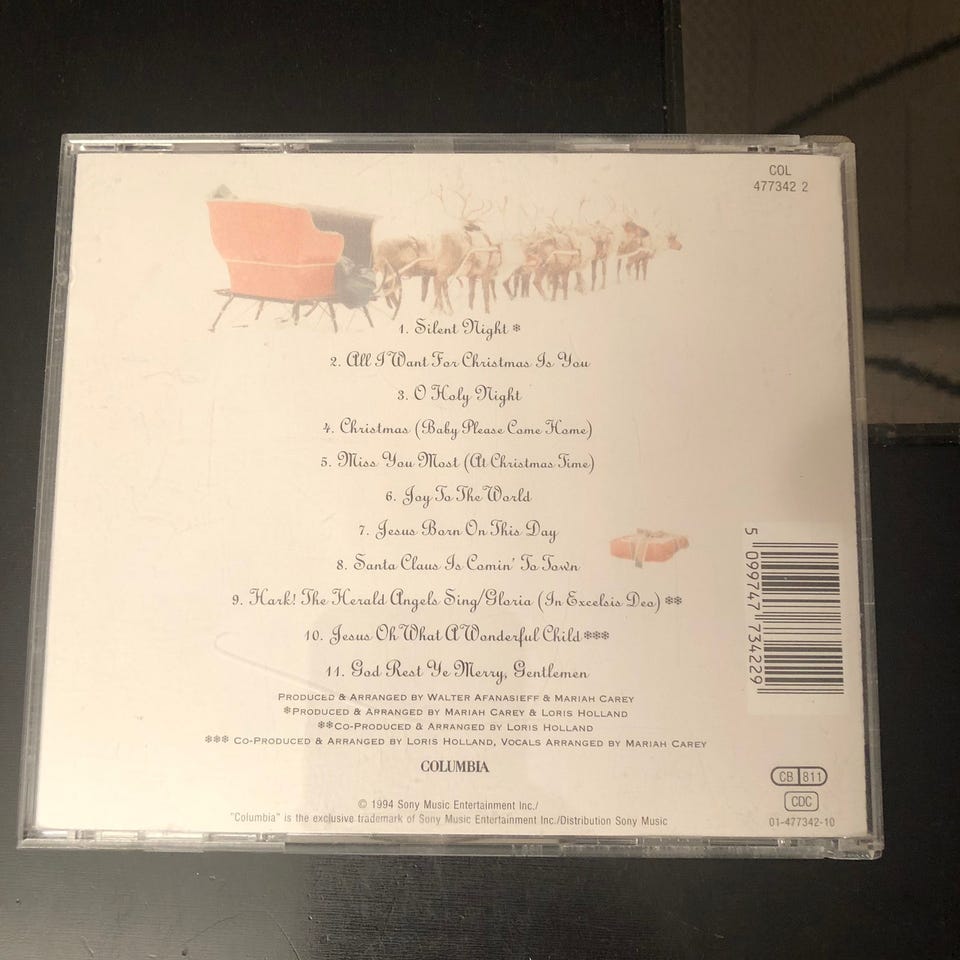 COL
477342 2
1. Silent Night *
2. All I Want For Christmas Is You
3. O Holy Night
4. Christmas (Baby Please Come Home)
5. Miss You Most (At Christmas Time)
6. Joy To The World
7. Jesus Born On This Day
8. Santa Claus Is Comin' To Town
9. Hark! The Herald Angels Sing/Gloria (In Excelsis Deo) **
10. Jesus Oh What A Wonderful Child ***
11. God Rest Ye Merry, Gentlemen
PRODUCED & ARRANGED BY WALTER AFANASIEFF & MARIAH CAREY
*PRODUCED & ARRANGED BY MARIAH CAREY & LORIS HOLLAND
**CO-PRODUCED & ARRANGED BY LORIS HOLLAND
*** CO-PRODUCED & ARRANGED BY LORIS HOLLAND, VOCALS ARRANGED BY MARIAH CAREY
COLUMBIA
© 1994 Sony Music Entertainment Inc./
"Columbia" is the exclusive trademark of Sony Music Entertainment Inc./Distribution Sony Music
5 099747 734229
CB 811
CDC
01-477342-10